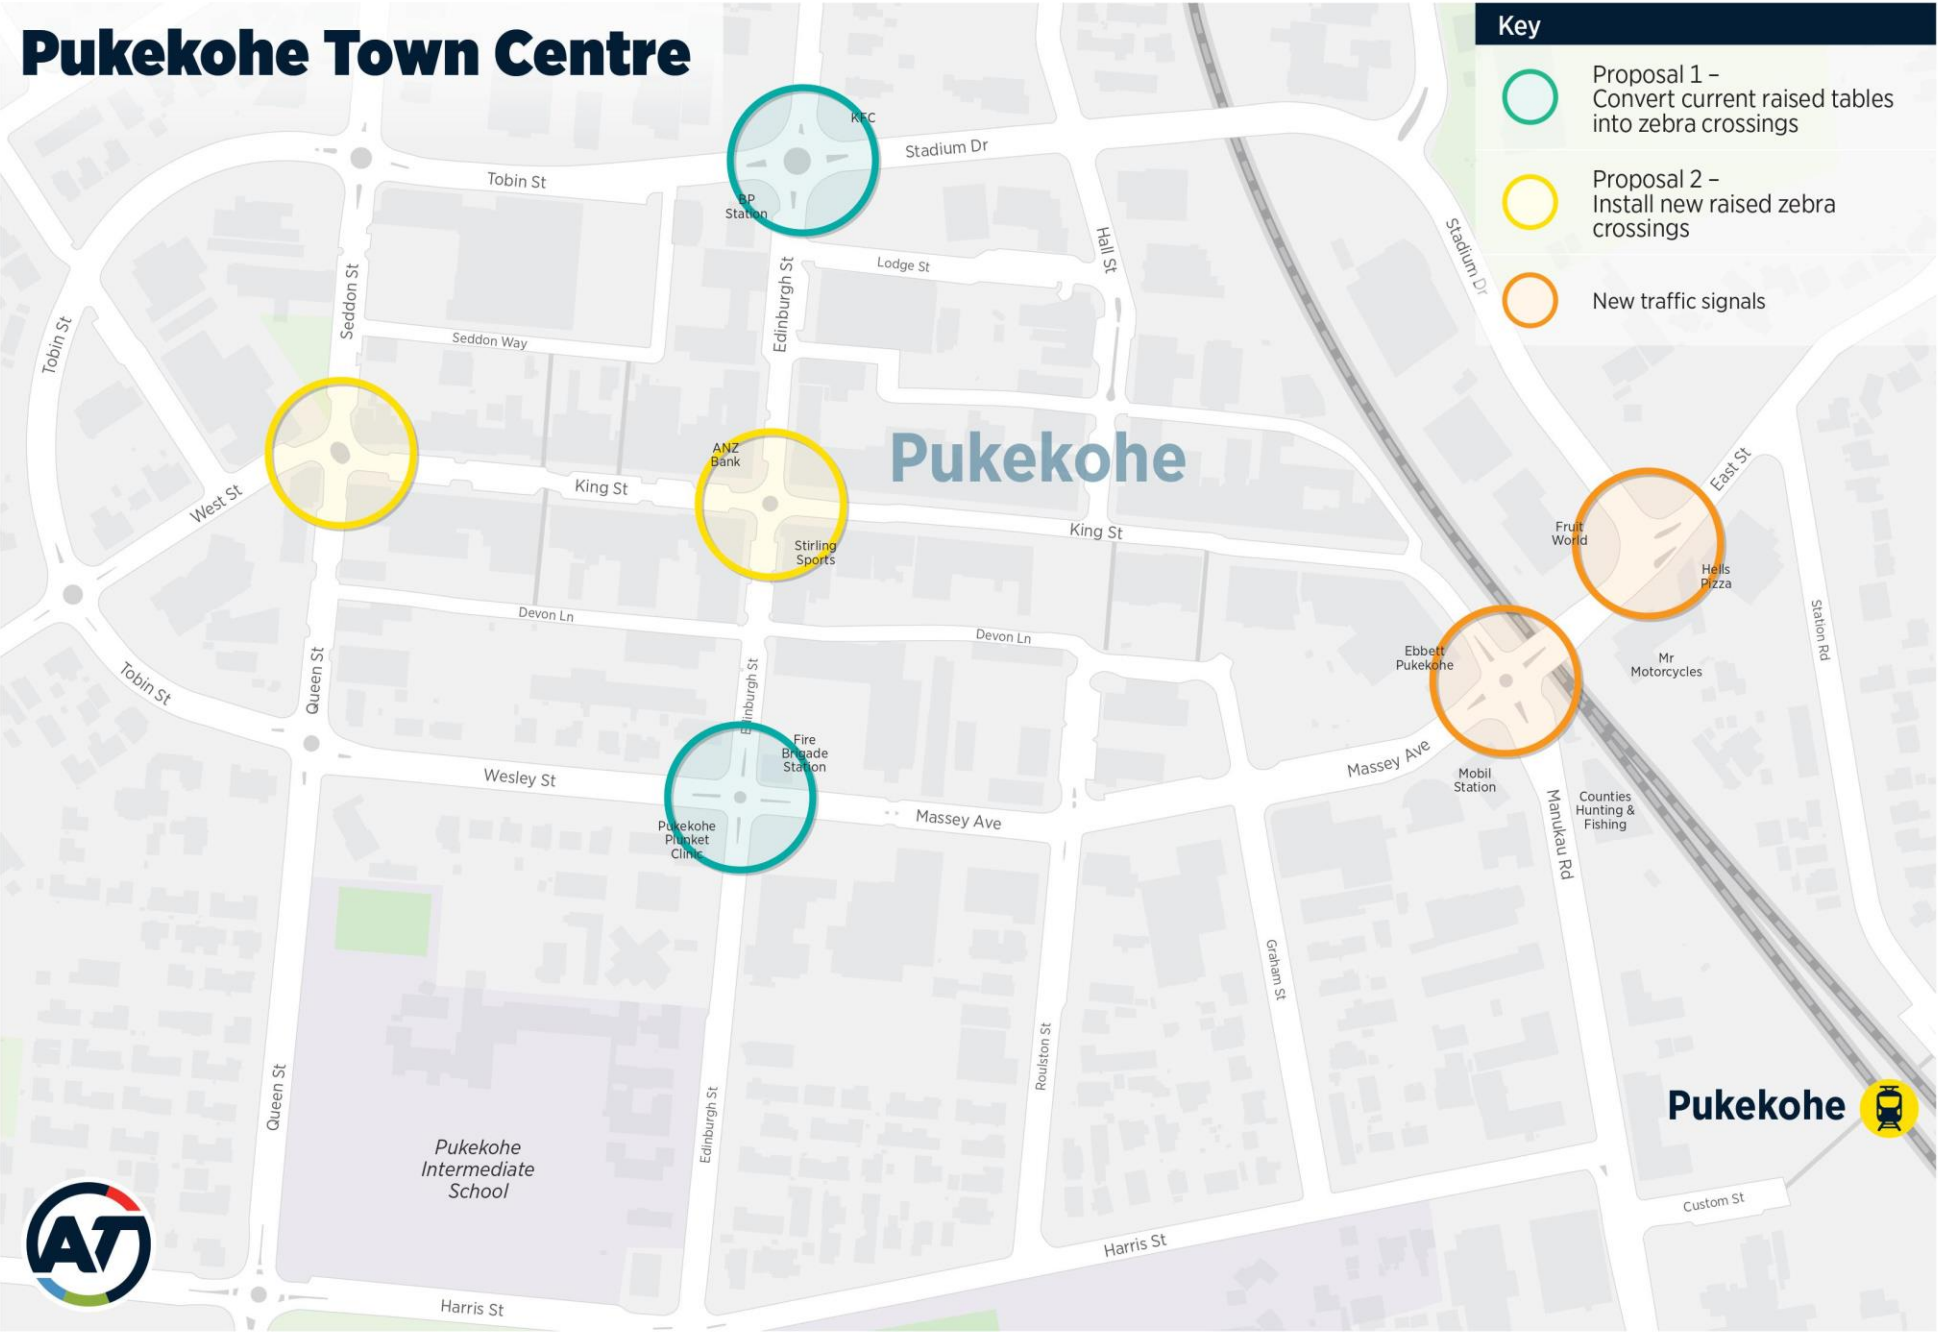 Pukekohe Town Centre
Key
Proposal 1 –
Convert current raised tables
into zebra crossings
Proposal 2 –
Install new raised zebra
crossings
New traffic signals
KFC
Stadium Dr
Tobin St
BP
Station
Lodge St
Hall St
Stadium Dr
Edinburgh St
Seddon St
Seddon Way
Tobin St
ANZ
Bank
Pukekohe
East St
West St
King St
King St
Stirling
Sports
Fruit
World
Hells
Pizza
Devon Ln
Devon Ln
Station Rd
Ebbett
Pukekohe
Mr
Motorcycles
Tobin St
Queen St
Edinburgh St
Fire
Brigade
Station
Wesley St
Massey Ave
Massey Ave
Mobil
Station
Counties
Hunting &
Fishing
Manukau Rd
Pukekohe
Plunket
Clinic
Graham St
Roulston St
Queen St
Edinburgh St
Pukekohe
Pukekohe
Intermediate
School
Custom St
Harris St
Harris St
AT